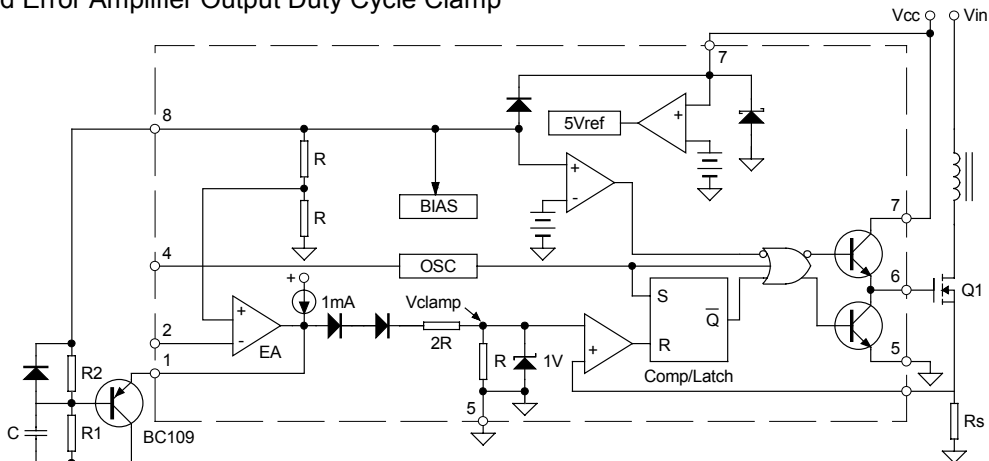 d Error Amplifier Output Duty Cycle Clamp
Vcc Vin
7
8
5Vref
+
R
+
-
BIAS
R
7
4
OSC
+
6
Q1
1mA
Vclamp
S
Q
+
2
-
EA
2R
R
1V
+
R
5
1
Comp/Latch
R2
5
C
R1
BC109
Rs